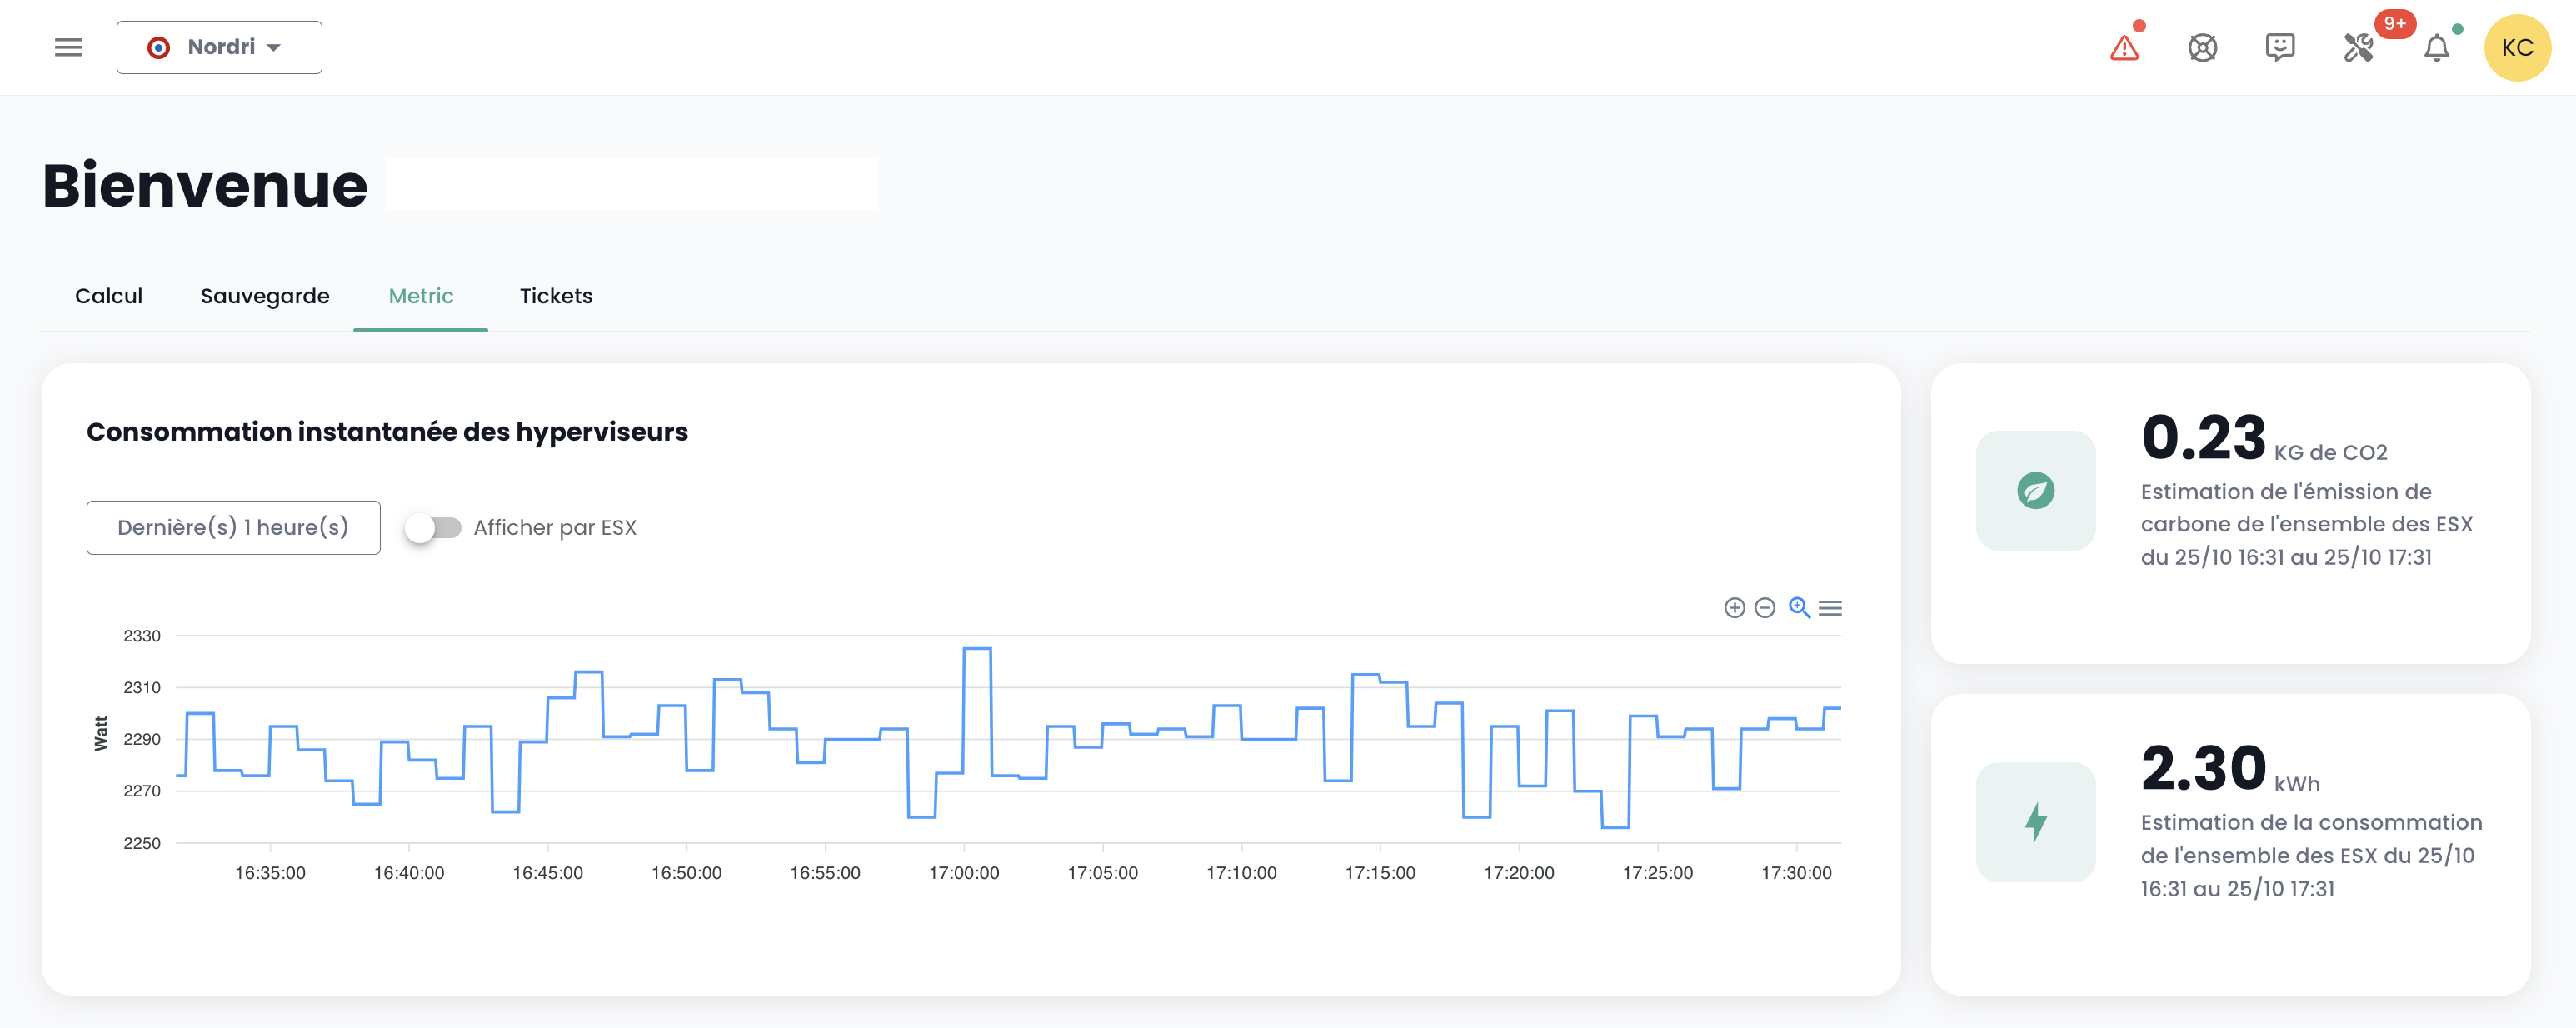 Nordri
9+
KC
Bienvenue
Calcul Sauvegarde Metric Tickets
Consommation instantanée des hyperviseurs
Dernière(s) 1 heure(s)
Afficher par ESX
Watt
2330
2310
2290
2270
2250
16:35:00 16:40:00 16:45:00 16:50:00 16:55:00 17:00:00 17:05:00 17:10:00 17:15:00 17:20:00 17:25:00 17:30:00
0.23 KG de CO2
Estimation de l'émission de
carbone de l'ensemble des ESX
du 25/10 16:31 au 25/10 17:31
2.30 kWh
Estimation de la consommation
de l'ensemble des ESX du 25/10
16:31 au 25/10 17:31